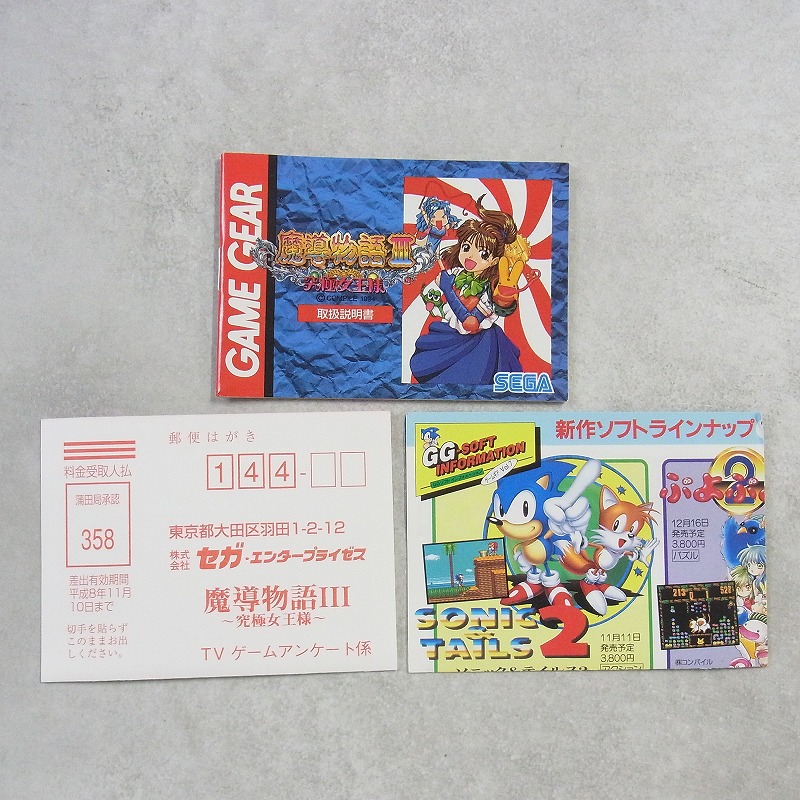 GAME GEAR
魔導物語III
究極女王様
©COMPILE 1994
取扱説明書
SEGA
郵便はがき
料金受取人払
蒲田局承認
358
差出有効期間
平成8年11月
10日まで
切手を貼らず
このままお出
しください。
144-
東京都大田区羽田1-2-12
株式会社 セガ・エンタープライゼス
魔導物語III
～究極女王様～
TVゲームアンケート係
GG-SOFT
INFORMATION
新作ソフトラインナップ
SONIC
&
TAILS 2
11月11日
発売予定
3,800円
アクション
ソニック&テイルス2
ぷよぷよ2
12月16日
発売予定
3,800円
パズル
213
528
㈱コンパイル